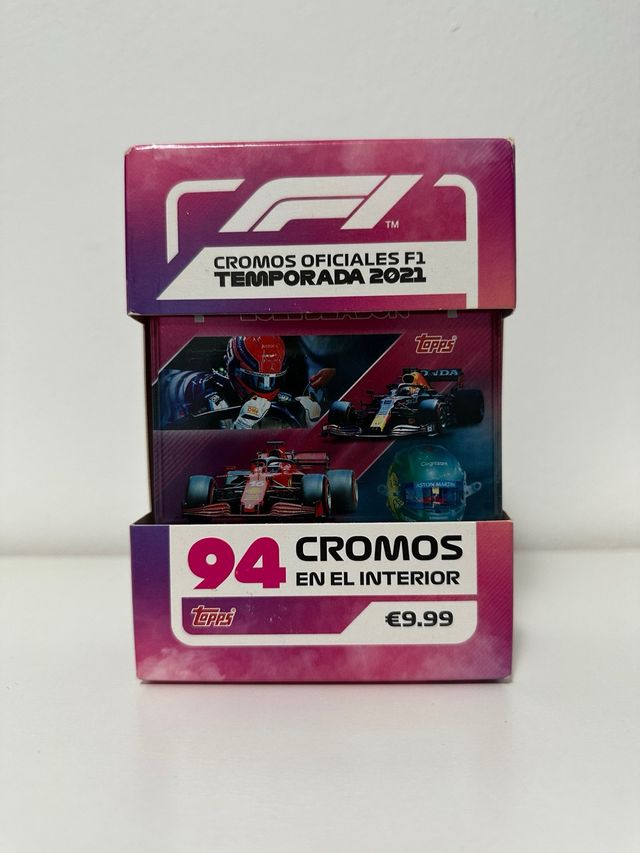 F1
TM
CROMOS OFICIALES F1
TEMPORADA 2021
Topps
HONDA
Cognizant
ASTON MARTIN
94 CROMOS
EN EL INTERIOR
Topps
€9.99